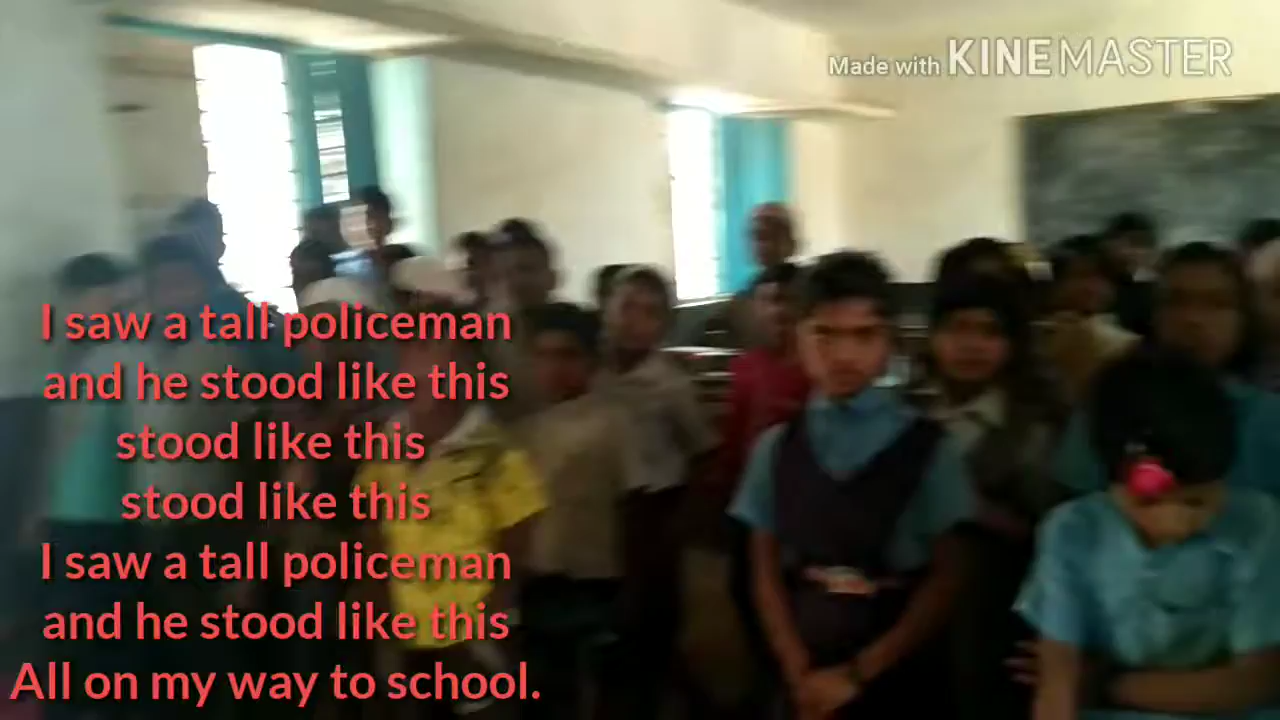 Made with KINEMASTER
I saw a tall policeman
and he stood like this
stood like this
stood like this
I saw a tall policeman
and he stood like this
All on my way to school.